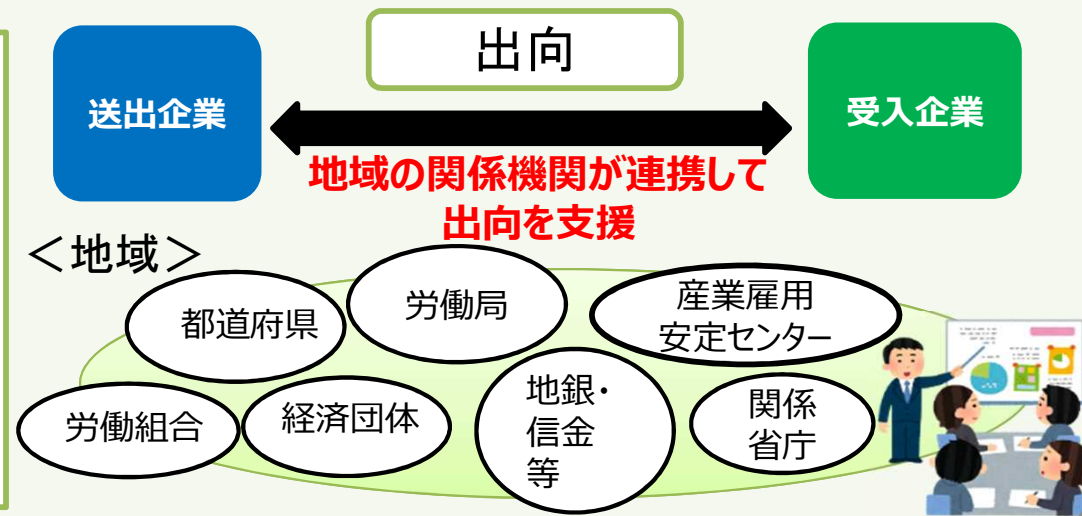 出向
送出企業
受入企業
地域の関係機関が連携して
出向を支援
＜地域＞
都道府県
労働局
産業雇用
安定センター
労働組合
経済団体
地銀・
信金
等
関係
省庁